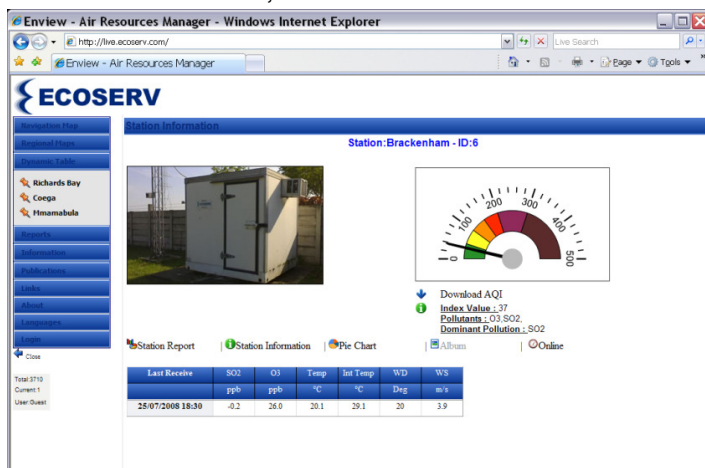 Enview - Air Resources Manager - Windows Internet Explorer
http://live.ecoserv.com/
Live Search
Enview - Air Resources Manager
Page Tools
ECOSERV
Navigation Map
Regional Maps
Dynamic Table
Richards Bay
Coega
Mmamabula
Reports
Information
Publications
Links
About
Languages
Login
Close
Total:3710
Current:1
User:Guest
Station Information
Station:Brackenham - ID:6
ECOSERV
0 100 200 300 400 500
Download AQI
Index Value : 37
Pollutants : O3,SO2,
Dominant Pollution : SO2
Station Report | Station Information | Pie Chart | Album | Online
Last Receive SO2 O3 Temp Int Temp WD WS
ppb ppb °C °C Deg m/s
25/07/2008 18:30 -0.2 26.0 20.1 29.1 20 3.9